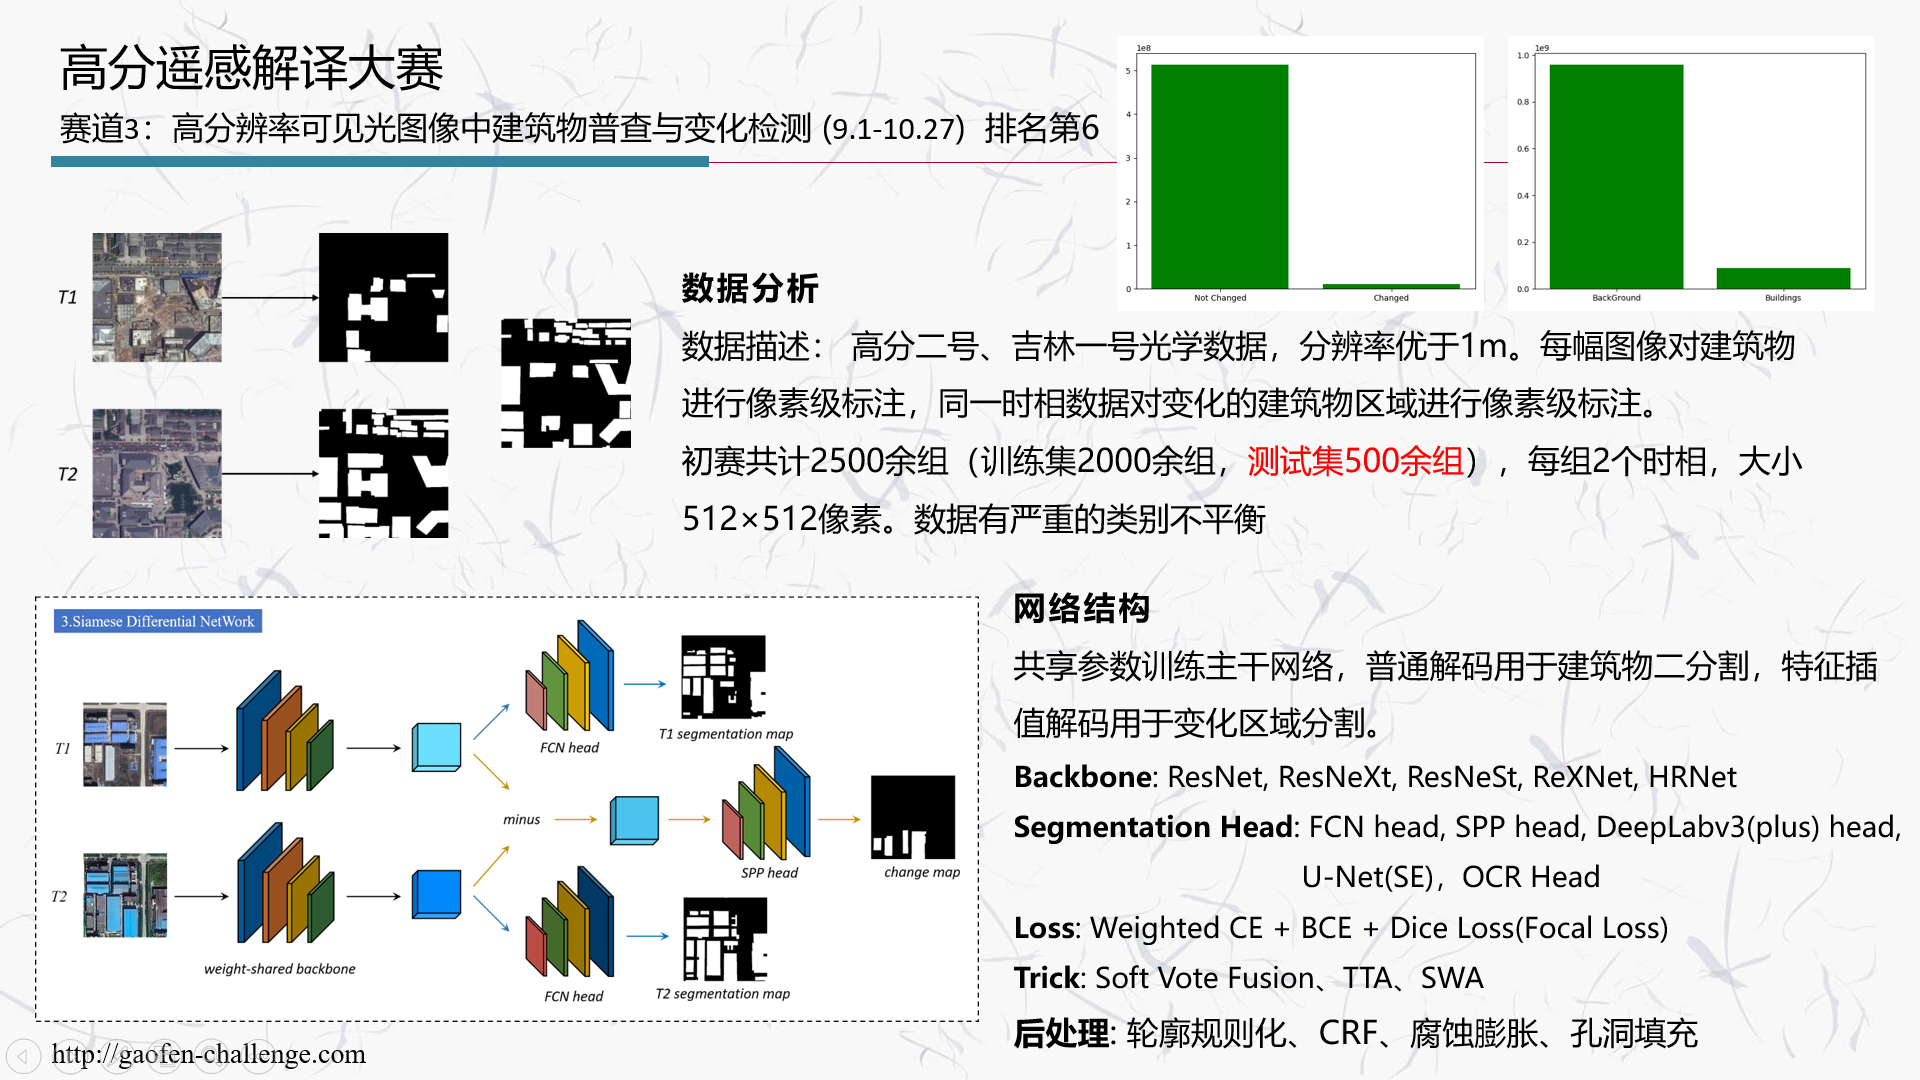 高分遥感解译大赛
赛道3：高分辨率可见光图像中建筑物普查与变化检测 (9.1-10.27）排名第6
1e8
5
4
3
2
1
0
Not Changed
Changed
1e9
1.0
0.8
0.6
0.4
0.2
0.0
BackGround
Buildings
T1
T2
数据分析
数据描述： 高分二号、吉林一号光学数据，分辨率优于1m。每幅图像对建筑物
进行像素级标注，同一时相数据对变化的建筑物区域进行像素级标注。
初赛共计2500余组（训练集2000余组，测试集500余组），每组2个时相，大小
512×512像素。数据有严重的类别不平衡
3.Siamese Differential NetWork
T1
T2
weight-shared backbone
FCN head
T1 segmentation map
minus
SPP head
change map
FCN head
T2 segmentation map
网络结构
共享参数训练主干网络，普通解码用于建筑物二分割，特征插
值解码用于变化区域分割。
Backbone: ResNet, ResNeXt, ResNeSt, ReXNet, HRNet
Segmentation Head: FCN head, SPP head, DeepLabv3(plus) head,
U-Net(SE)，OCR Head
Loss: Weighted CE + BCE + Dice Loss(Focal Loss)
Trick: Soft Vote Fusion、TTA、SWA
后处理: 轮廓规则化、CRF、腐蚀膨胀、孔洞填充
http://gaofen-challenge.com